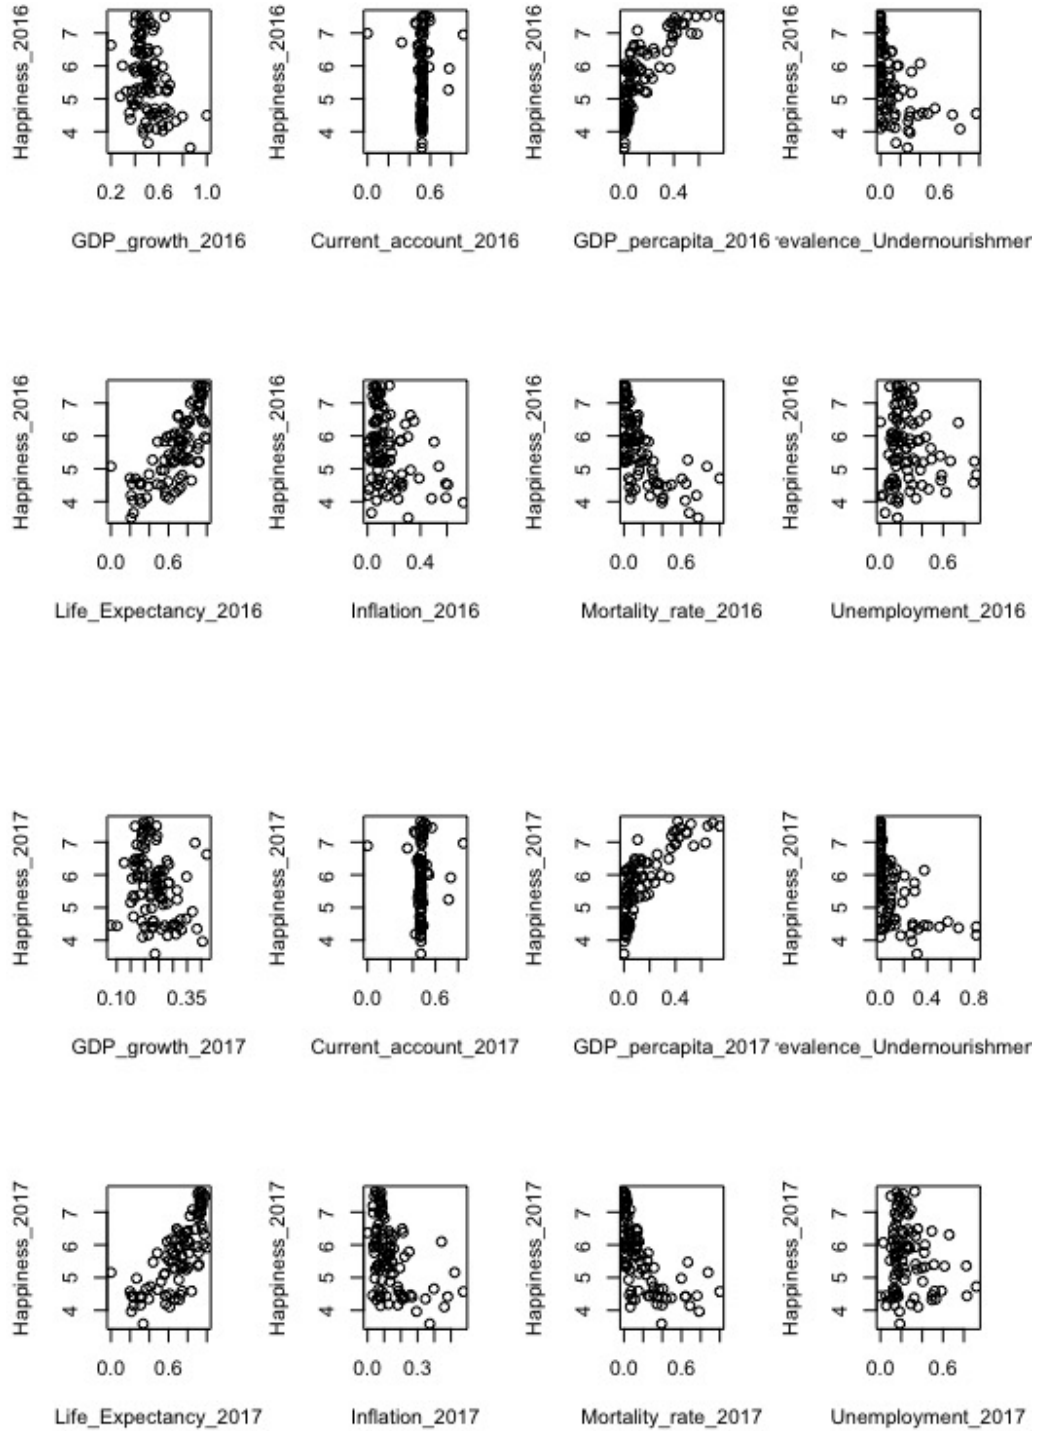 Happiness_2016 Happiness_2016 Happiness_2016 Happiness_2016
7 7 7 7
6 6 6 6
5 5 5 5
4 4 4 4
0.2 0.6 1.0 0.0 0.6 0.0 0.4 0.0 0.6
GDP_growth_2016 Current_account_2016 GDP_percapita_2016 revalence_Undernourishmen
Happiness_2016 Happiness_2016 Happiness_2016 Happiness_2016
7 7 7 7
6 6 6 6
5 5 5 5
4 4 4 4
0.0 0.6 0.0 0.4 0.0 0.6 0.0 0.6
Life_Expectancy_2016 Inflation_2016 Mortality_rate_2016 Unemployment_2016
Happiness_2017 Happiness_2017 Happiness_2017 Happiness_2017
7 7 7 7
6 6 6 6
5 5 5 5
4 4 4 4
0.10 0.35 0.0 0.6 0.0 0.4 0.0 0.4 0.8
GDP_growth_2017 Current_account_2017 GDP_percapita_2017 revalence_Undernourishmen
Happiness_2017 Happiness_2017 Happiness_2017 Happiness_2017
7 7 7 7
6 6 6 6
5 5 5 5
4 4 4 4
0.0 0.6 0.3 0.0 0.6 0.0 0.6
Life_Expectancy_2017 Inflation_2017 Mortality_rate_2017 Unemployment_2017